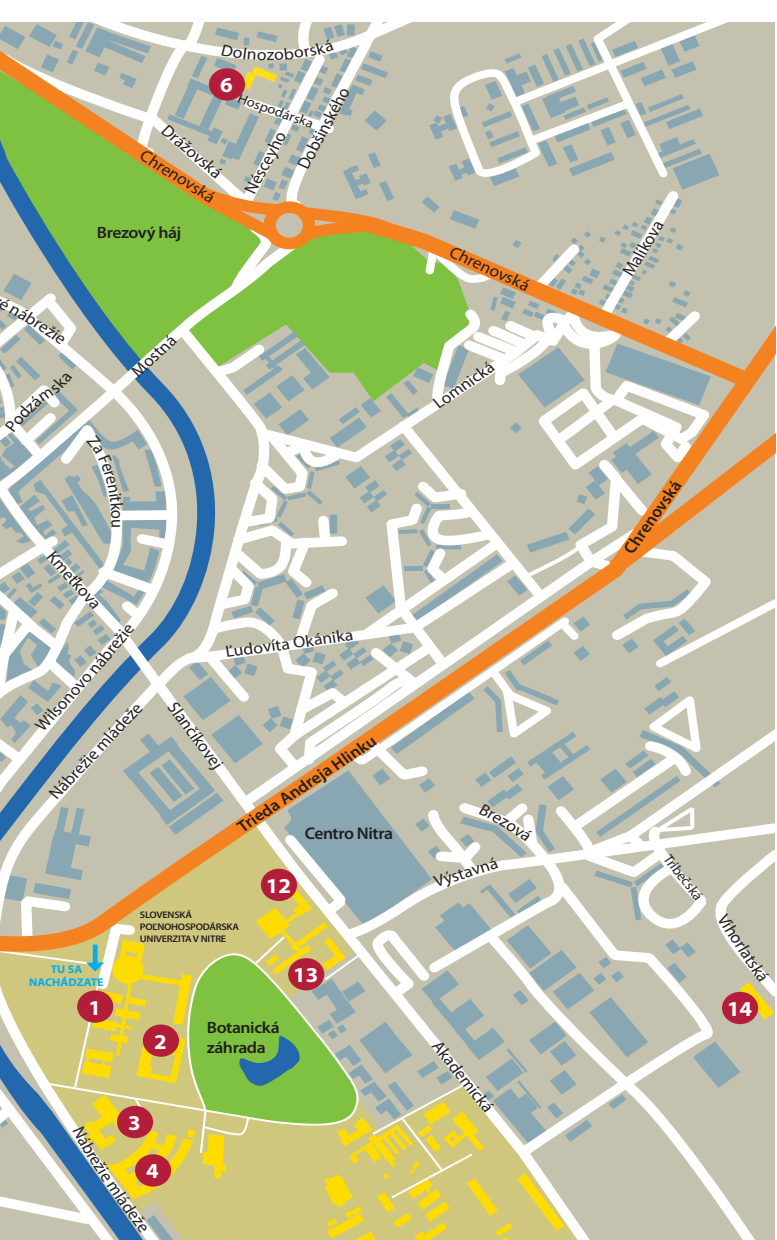 Dolnozoborská
6
Hospodárska
Dobšinského
Nésceyho
Drážovská
Chrenovská
Brezový háj
Chrenovská
Malíkova
é nábrežie
Mostná
Lomnická
Podzámska
Za Ferenitkou
Chrenovská
Kmeťkova
Ľudovíta Okánika
Wilsonovo nábrežie
Slančíkovej
Nábrežie mládeže
Trieda Andreja Hlinku
Centro Nitra
Brezová
Výstavná
Tribečská
12
SLOVENSKÁ
POĽNOHOSPODÁRSKA
UNIVERZITA V NITRE
Vihorlatská
TU SA
NACHÁDZATE
13
1
14
Botanická
záhrada
2
Akademická
3
4
Nábrežie mládeže